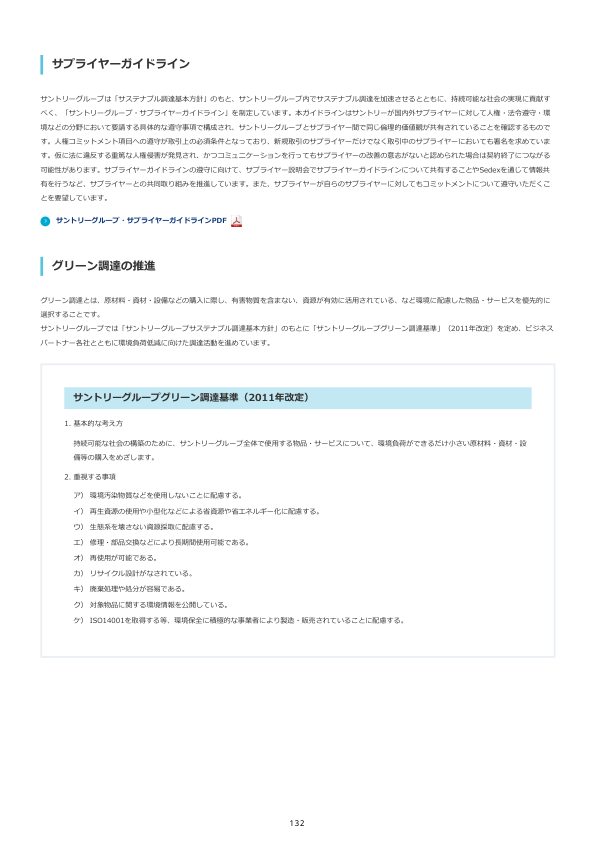 サプライヤーガイドライン
サントリーグループは「サステナブル調達基本方針」のもと、サントリーグループ内でサステナブル調達を加速させるとともに、持続可能な社会の実現に貢献す
べく、「サントリーグループ・サプライヤーガイドライン」を制定しています。本ガイドラインはサントリーが国内外サプライヤーに対して人権・法令遵守・環
境などの分野において要請する具体的な遵守事項で構成され、サントリーグループとサプライヤー間で同じ倫理的価値観が共有されていることを確認するもので
す。人権コミットメント項目への遵守が取引上の必須条件となっており、新規取引のサプライヤーだけでなく取引中のサプライヤーにおいても署名を求めていま
す。仮に法に違反する重篤な人権侵害が発見され、かつコミュニケーションを行ってもサプライヤーの改善の意志がないと認められた場合は契約終了につながる
可能性があります。サプライヤーガイドラインの遵守に向けて、サプライヤー説明会でサプライヤーガイドラインについて共有することやSedexを通じて情報共
有を行うなど、サプライヤーとの共同取り組みを推進しています。また、サプライヤーが自らのサプライヤーに対してもコミットメントについて遵守いただくこ
とを要望しています。
サントリーグループ・サプライヤーガイドラインPDF
グリーン調達の推進
グリーン調達とは、原材料・資材・設備などの購入に際し、有害物質を含まない、資源が有効に活用されている、など環境に配慮した物品・サービスを優先的に
選択することです。
サントリーグループでは「サントリーグループサステナブル調達基本方針」のもとに「サントリーグループグリーン調達基準」（2011年改定）を定め、ビジネス
パートナー各社とともに環境負荷低減に向けた調達活動を進めています。
サントリーグループグリーン調達基準（2011年改定）
1. 基本的な考え方
持続可能な社会の構築のために、サントリーグループ全体で使用する物品・サービスについて、環境負荷ができるだけ小さい原材料・資材・設
備等の購入をめざします。
2. 重視する事項
ア） 環境汚染物質などを使用しないことに配慮する。
イ） 再生資源の使用や小型化などによる省資源や省エネルギー化に配慮する。
ウ） 生態系を壊さない資源採取に配慮する。
エ） 修理・部品交換などにより長期間使用可能である。
オ） 再使用が可能である。
カ） リサイクル設計がなされている。
キ） 廃棄処理や処分が容易である。
ク） 対象物品に関する環境情報を公開している。
ケ） ISO14001を取得する等、環境保全に積極的な事業者により製造・販売されていることに配慮する。
132